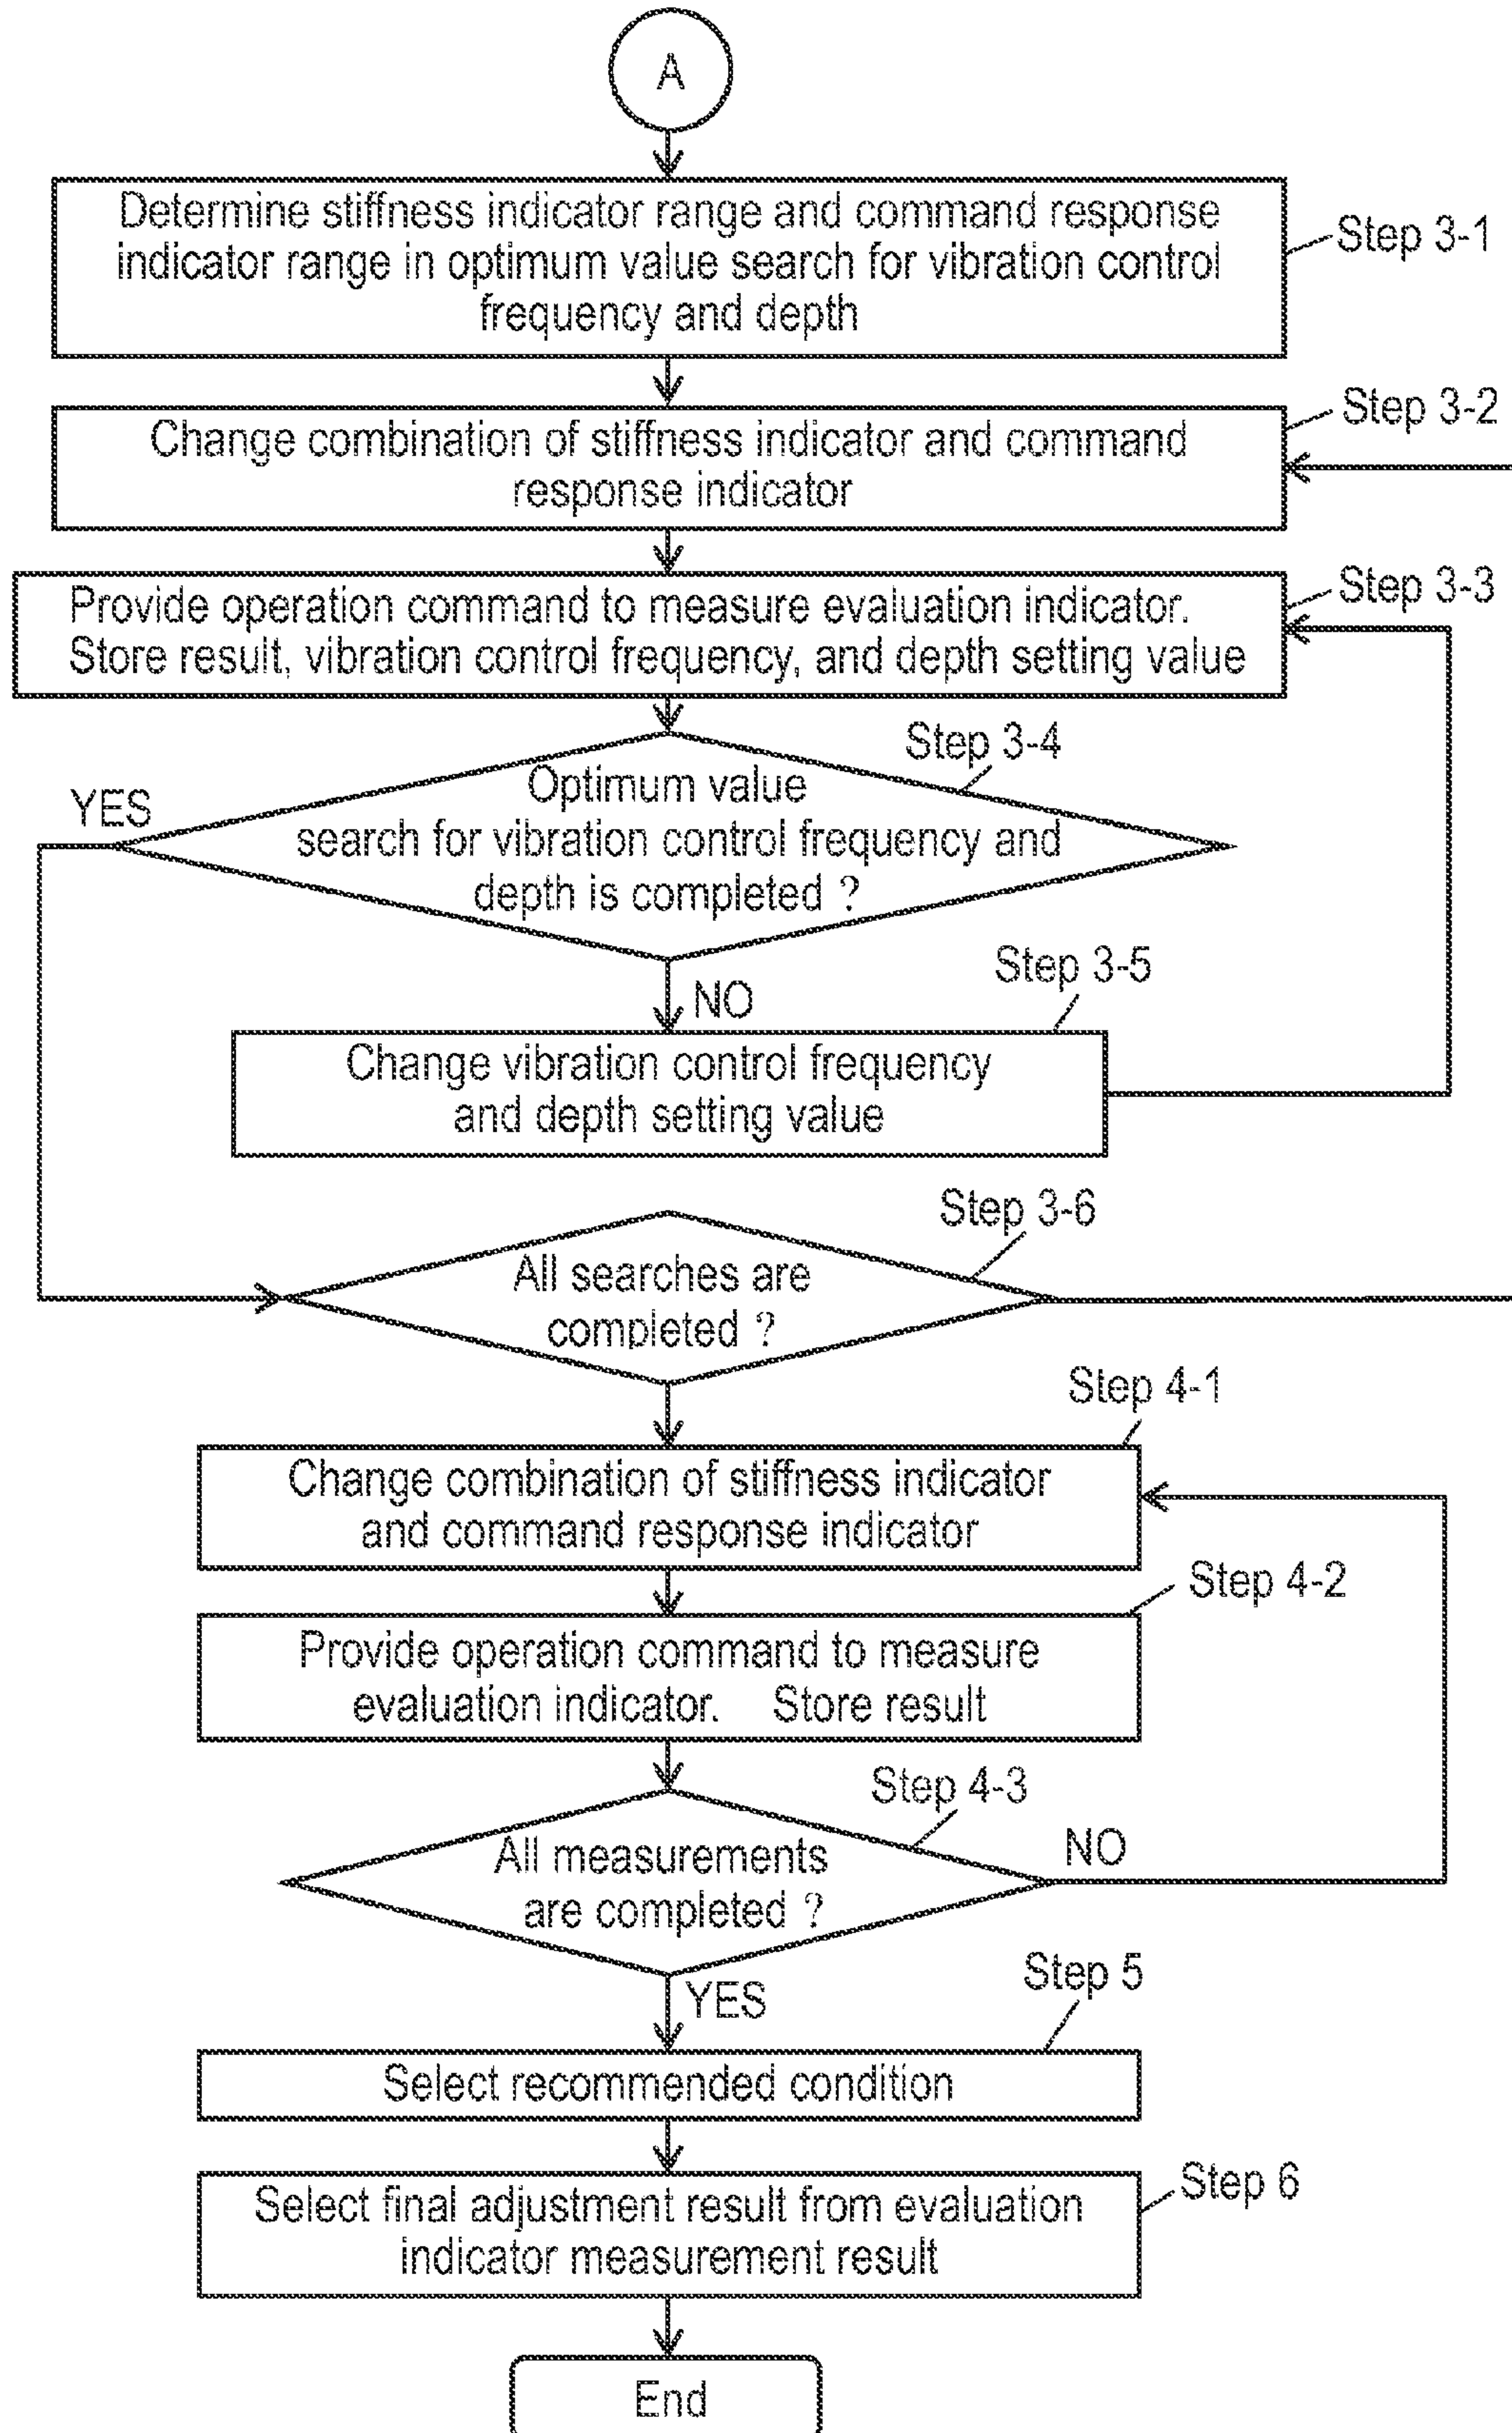 A
Determine stiffness indicator range and command response
indicator range in optimum value search for vibration control
frequency and depth
Step 3-1
Change combination of stiffness indicator and command
response indicator
Step 3-2
Provide operation command to measure evaluation indicator.
Store result, vibration control frequency, and depth setting value
Step 3-3
Step 3-4
Optimum value
search for vibration control frequency and
depth is completed ?
YES
NO
Step 3-5
Change vibration control frequency
and depth setting value
Step 3-6
All searches are
completed ?
Step 4-1
Change combination of stiffness indicator
and command response indicator
Step 4-2
Provide operation command to measure
evaluation indicator. Store result
Step 4-3
All measurements
are completed ?
NO
YES
Step 5
Select recommended condition
Step 6
Select final adjustment result from evaluation
indicator measurement result
End